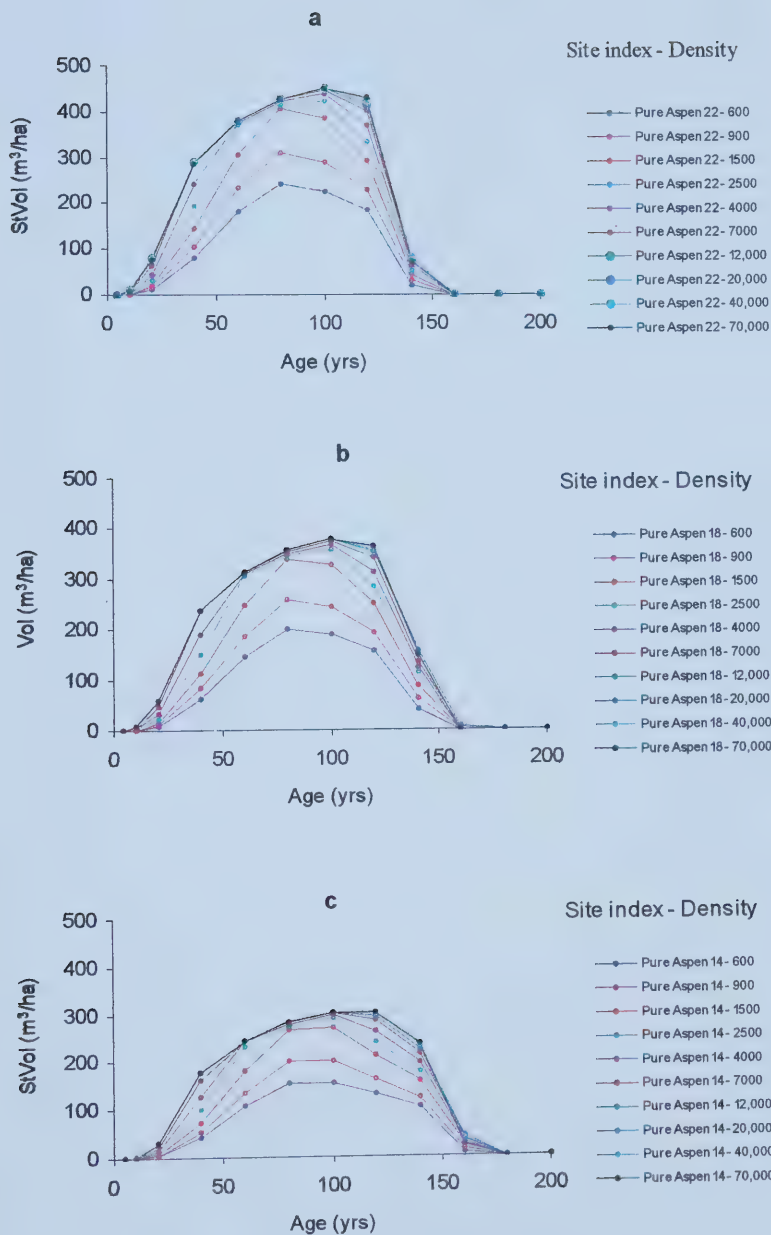 a
Site index - Density
500
400
300
200
100
0
StVol (m³/ha)
0
50
100
150
200
Age (yrs)
Pure Aspen 22- 600
Pure Aspen 22- 900
Pure Aspen 22- 1500
Pure Aspen 22- 2500
Pure Aspen 22- 4000
Pure Aspen 22- 7000
Pure Aspen 22- 12,000
Pure Aspen 22- 20,000
Pure Aspen 22- 40,000
Pure Aspen 22- 70,000
b
Site index - Density
500
400
300
200
100
0
Vol (m³/ha)
0
50
100
150
200
Age (yrs)
Pure Aspen 18- 600
Pure Aspen 18- 900
Pure Aspen 18- 1500
Pure Aspen 18- 2500
Pure Aspen 18- 4000
Pure Aspen 18- 7000
Pure Aspen 18- 12,000
Pure Aspen 18- 20,000
Pure Aspen 18- 40,000
Pure Aspen 18- 70,000
c
Site index - Density
500
400
300
200
100
0
StVol (m³/ha)
0
50
100
150
200
Age (yrs)
Pure Aspen 14- 600
Pure Aspen 14- 900
Pure Aspen 14- 1500
Pure Aspen 14- 2500
Pure Aspen 14- 4000
Pure Aspen 14- 7000
Pure Aspen 14- 12,000
Pure Aspen 14- 20,000
Pure Aspen 14- 40,000
Pure Aspen 14- 70,000